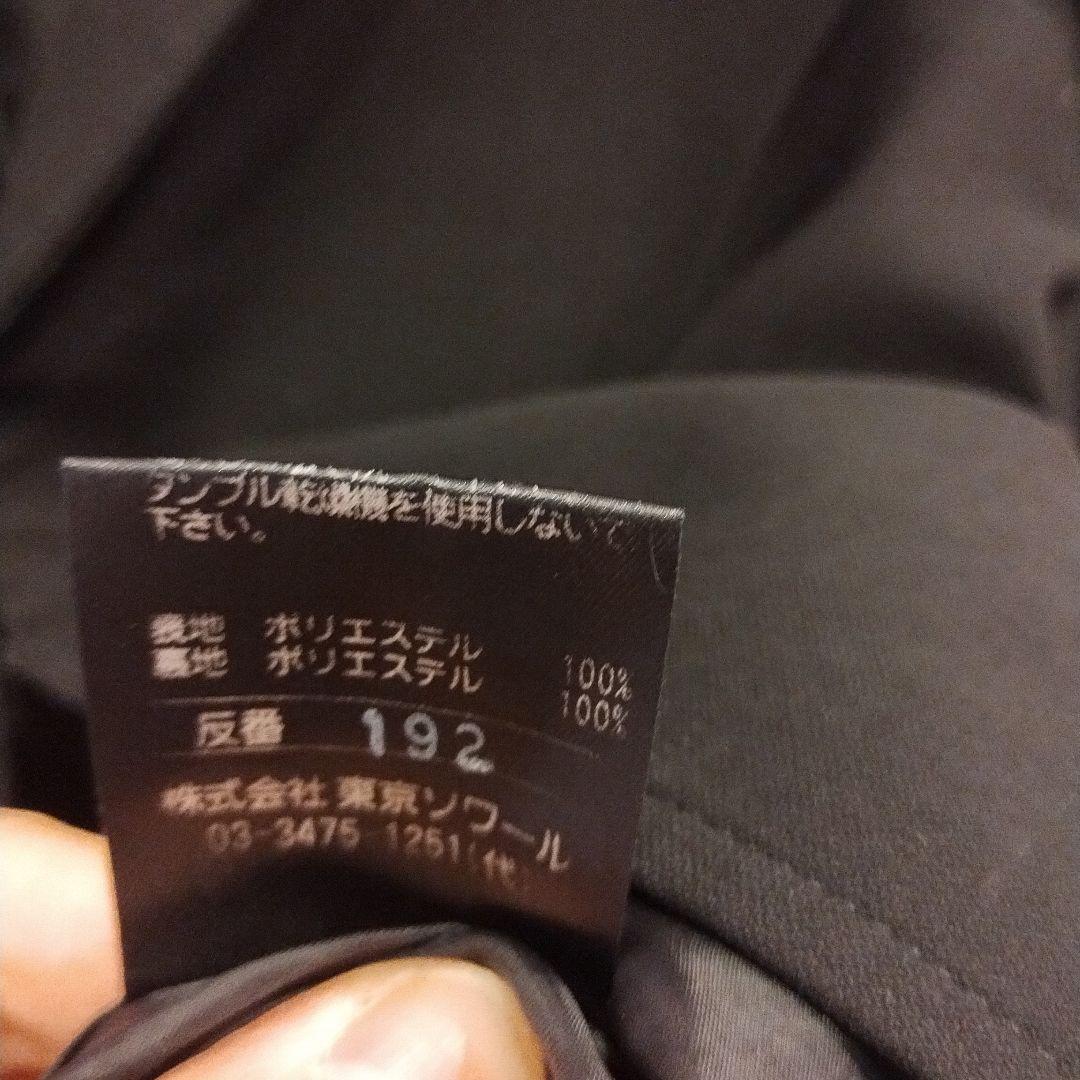 タンブル乾燥機を使用しないで
下さい。
表地 ポリエステル 100%
裏地 ポリエステル 100%
反番 192
株式会社 東京ソワール
03-3475-1251(代)